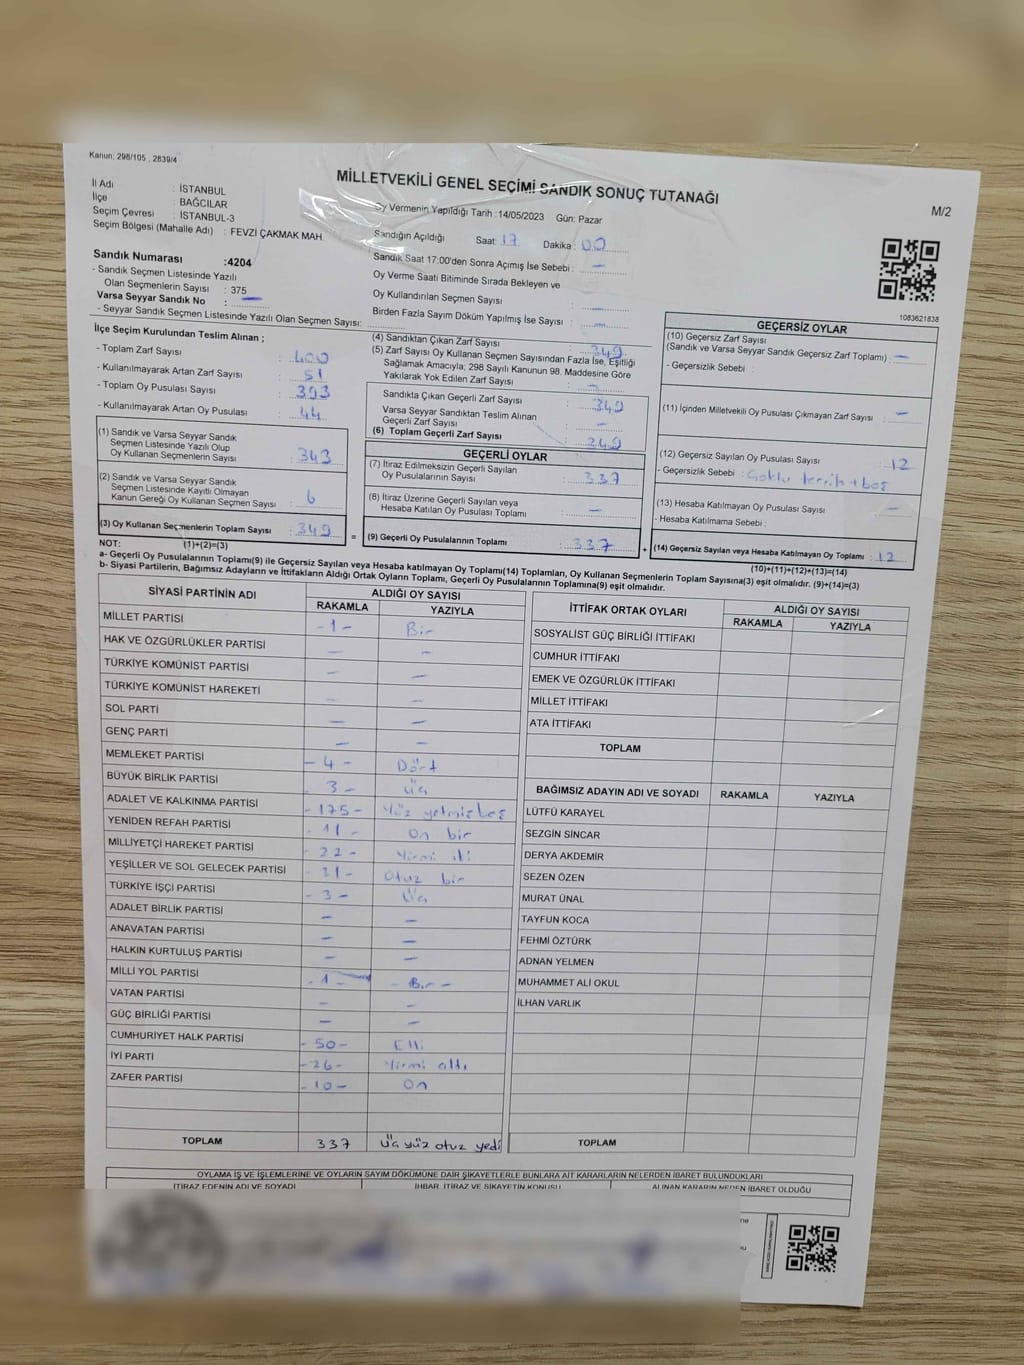 Kanun: 298/105 , 2839/4
MİLLETVEKİLİ GENEL SEÇİMİ SANDIK SONUÇ TUTANAĞI
M/2
İl Adı : İSTANBUL
İlçe : BAĞCILAR
Seçim Çevresi : İSTANBUL-3
Seçim Bölgesi (Mahalle Adı) : FEVZİ ÇAKMAK MAH.
Oy Vermenin Yapıldığı Tarih :14/05/2023 Gün: Pazar
Sandığın Açıldığı Saat: 17 Dakika : 00
Sandık Saat 17:00'den Sonra Açımış İse Sebebi : —
Oy Verme Saati Bitiminde Sırada Bekleyen ve
Oy Kullandırılan Seçmen Sayısı : —
Birden Fazla Sayım Döküm Yapılmış İse Sayısı : —
Sandık Numarası :4204
- Sandık Seçmen Listesinde Yazılı
Olan Seçmenlerin Sayısı : 375
Varsa Seyyar Sandık No : —
- Seyyar Sandık Seçmen Listesinde Yazılı Olan Seçmen Sayısı:
1083621838
İlçe Seçim Kurulundan Teslim Alınan ;
- Toplam Zarf Sayısı : 400
- Kullanılmayarak Artan Zarf Sayısı : 51
- Toplam Oy Pusulası Sayısı : 393
- Kullanılmayarak Artan Oy Pusulası : 44
(1) Sandık ve Varsa Seyyar Sandık
Seçmen Listesinde Yazılı Olup
Oy Kullanan Seçmenlerin Sayısı : 343
(2) Sandık ve Varsa Seyyar Sandık
Seçmen Listesinde Kayıtlı Olmayan
Kanun Gereği Oy Kullanan Seçmen Sayısı : 6
(3) Oy Kullanan Seçmenlerin Toplam Sayısı : 349
=
(4) Sandıktan Çıkan Zarf Sayısı : 349
(5) Zarf Sayısı Oy Kullanan Seçmen Sayısından Fazla İse, Eşitliği
Sağlamak Amacıyla; 298 Sayılı Kanunun 98. Maddesine Göre
Yakılarak Yok Edilen Zarf Sayısı : —
Sandıkta Çıkan Geçerli Zarf Sayısı : 349
Varsa Seyyar Sandıktan Teslim Alınan
Geçerli Zarf Sayısı : —
(6) Toplam Geçerli Zarf Sayısı : 349
GEÇERLİ OYLAR
(7) İtiraz Edilmeksizin Geçerli Sayılan
Oy Pusulalarının Sayısı : 337
(8) İtiraz Üzerine Geçerli Sayılan veya
Hesaba Katılan Oy Pusulası Toplamı : —
(9) Geçerli Oy Pusulalarının Toplamı : 337
+
GEÇERSİZ OYLAR
(10) Geçersiz Zarf Sayısı
(Sandık ve Varsa Seyyar Sandık Geçersiz Zarf Toplamı) : —
- Geçersizlik Sebebi :
(11) İçinden Milletvekili Oy Pusulası Çıkmayan Zarf Sayısı : —
(12) Geçersiz Sayılan Oy Pusulası Sayısı : 12
- Geçersizlik Sebebi : Çoklu tercih + boş
(13) Hesaba Katılmayan Oy Pusulası Sayısı : —
- Hesaba Katılmama Sebebi :
(14) Geçersiz Sayılan veya Hesaba Katılmayan Oy Toplamı : 12
NOT: (1)+(2)=(3)
(10)+(11)+(12)+(13)=(14)
a- Geçerli Oy Pusulalarının Toplamı(9) ile Geçersiz Sayılan veya Hesaba katılmayan Oy Toplamı(14) Toplamları, Oy Kullanan Seçmenlerin Toplam Sayısına(3) eşit olmalıdır. (9)+(14)=(3)
b- Siyasi Partilerin, Bağımsız Adayların ve İttifakların Aldığı Ortak Oyların Toplamı, Geçerli Oy Pusulalarının Toplamına(9) eşit olmalıdır.
SİYASİ PARTİNİN ADI ALDIĞI OY SAYISI
RAKAMLA YAZIYLA
MİLLET PARTİSİ -1- Bir
HAK VE ÖZGÜRLÜKLER PARTİSİ — —
TÜRKİYE KOMÜNİST PARTİSİ — —
TÜRKİYE KOMÜNİST HAREKETİ — —
SOL PARTİ — —
GENÇ PARTİ — —
MEMLEKET PARTİSİ -4- Dört
BÜYÜK BİRLİK PARTİSİ 3- Üç
ADALET VE KALKINMA PARTİSİ -175- Yüz yetmiş beş
YENİDEN REFAH PARTİSİ -11- On bir
MİLLİYETÇİ HAREKET PARTİSİ -22- Yirmi iki
YEŞİLLER VE SOL GELECEK PARTİSİ -31- Otuz bir
TÜRKİYE İŞÇİ PARTİSİ -3- Üç
ADALET BİRLİK PARTİSİ — —
ANAVATAN PARTİSİ — —
HALKIN KURTULUŞ PARTİSİ — —
MİLLİ YOL PARTİSİ -1- -Bir-
VATAN PARTİSİ — —
GÜÇ BİRLİĞİ PARTİSİ — —
CUMHURİYET HALK PARTİSİ -50- Elli
İYİ PARTİ -26- Yirmi altı
ZAFER PARTİSİ -10- On
TOPLAM 337 Üç yüz otuz yedi
İTTİFAK ORTAK OYLARI ALDIĞI OY SAYISI
RAKAMLA YAZIYLA
SOSYALİST GÜÇ BİRLİĞİ İTTİFAKI
CUMHUR İTTİFAKI
EMEK VE ÖZGÜRLÜK İTTİFAKI
MİLLET İTTİFAKI
ATA İTTİFAKI
TOPLAM
BAĞIMSIZ ADAYIN ADI VE SOYADI RAKAMLA YAZIYLA
LÜTFÜ KARAYEL
SEZGİN SİNCAR
DERYA AKDEMİR
SEZEN ÖZEN
MURAT ÜNAL
TAYFUN KOCA
FEHMİ ÖZTÜRK
ADNAN YELMEN
MUHAMMET ALİ OKUL
İLHAN VARLIK
TOPLAM
OYLAMA İŞ VE İŞLEMLERİNE VE OYLARIN SAYIM DÖKÜMÜNE DAİR ŞİKAYETLERLE BUNLARA AİT KARARLARIN NELERDEN İBARET BULUNDUKLARI
İTİRAZ EDENİN ADI VE SOYADI İHBAR, İTİRAZ VE ŞİKAYETİN KONUSU ALINAN KARARIN NEDEN İBARET OLDUĞU